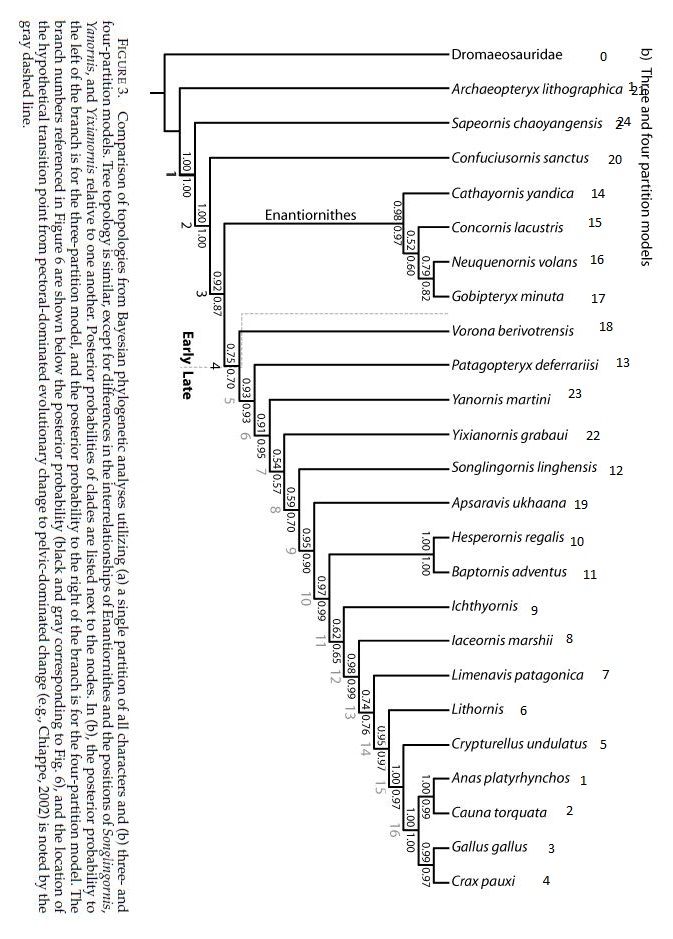 b) Three and four partition models
Dromaeosauridae 0
Archaeopteryx lithographica 1 21
Sapeornis chaoyangensis 2 24
Confuciusornis sanctus 20
Cathayornis yandica 14
Enantiornithes
Concornis lacustris 15
Neuquenornis volans 16
Gobipteryx minuta 17
Vorona berivotrensis 18
Patagopteryx deferrariisi 13
Yanornis martini 23
Yixianornis grabaui 22
Songlingornis linghensis 12
Apsaravis ukhaana 19
Hesperornis regalis 10
Baptornis adventus 11
Ichthyornis 9
Iaceornis marshii 8
Limenavis patagonica 7
Lithornis 6
Crypturellus undulatus 5
Anas platyrhynchos 1
Cauna torquata 2
Gallus gallus 3
Crax pauxi 4
1.00 1.00
1
1.00 1.00
2
0.92 0.87
3
0.75 0.70
4
0.93 0.93
5
0.91 0.95
6
0.54 0.57
7
0.59 0.70
8
0.95 0.90
9
0.97 0.99
10
0.62 0.65
11
0.98 0.99
12
0.74 0.76
13
0.95 0.97
14
1.00 0.97
15
1.00 1.00
16
0.98 0.97
0.52 0.60
0.79 0.82
1.00 1.00
1.00 0.99
0.99 0.97
Early Late
FIGURE 3. Comparison of topologies from Bayesian phylogenetic analyses utilizing (a) a single partition of all characters and (b) three- and
four-partition models. Tree topology is similar, except for differences in the interrelationships of Enantiornithes and the positions of Songlingornis,
Yanornis, and Yixianornis relative to one another. Posterior probabilities of clades are listed next to the nodes. In (b), the posterior probability to
the left of the branch is for the three-partition model, and the posterior probability to the right of the branch is for the four-partition model. The
branch numbers referenced in Figure 6 are shown below the posterior probability (black and gray corresponding to Fig. 6), and the location of
the hypothetical transition point from pectoral-dominated evolutionary change to pelvic-dominated change (e.g., Chiappe, 2002) is noted by the
gray dashed line.